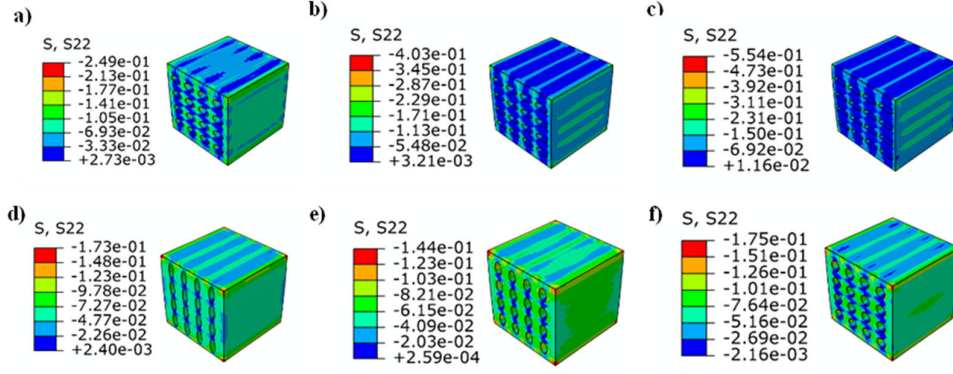 a)
S, S22
-2.49e-01
-2.13e-01
-1.77e-01
-1.41e-01
-1.05e-01
-6.93e-02
-3.33e-02
+2.73e-03
b)
S, S22
-4.03e-01
-3.45e-01
-2.87e-01
-2.29e-01
-1.71e-01
-1.13e-01
-5.48e-02
+3.21e-03
c)
S, S22
-5.54e-01
-4.73e-01
-3.92e-01
-3.11e-01
-2.31e-01
-1.50e-01
-6.92e-02
+1.16e-02
d)
S, S22
-1.73e-01
-1.48e-01
-1.23e-01
-9.78e-02
-7.27e-02
-4.77e-02
-2.26e-02
+2.40e-03
e)
S, S22
-1.44e-01
-1.23e-01
-1.03e-01
-8.21e-02
-6.15e-02
-4.09e-02
-2.03e-02
+2.59e-04
f)
S, S22
-1.75e-01
-1.51e-01
-1.26e-01
-1.01e-01
-7.64e-02
-5.16e-02
-2.69e-02
-2.16e-03